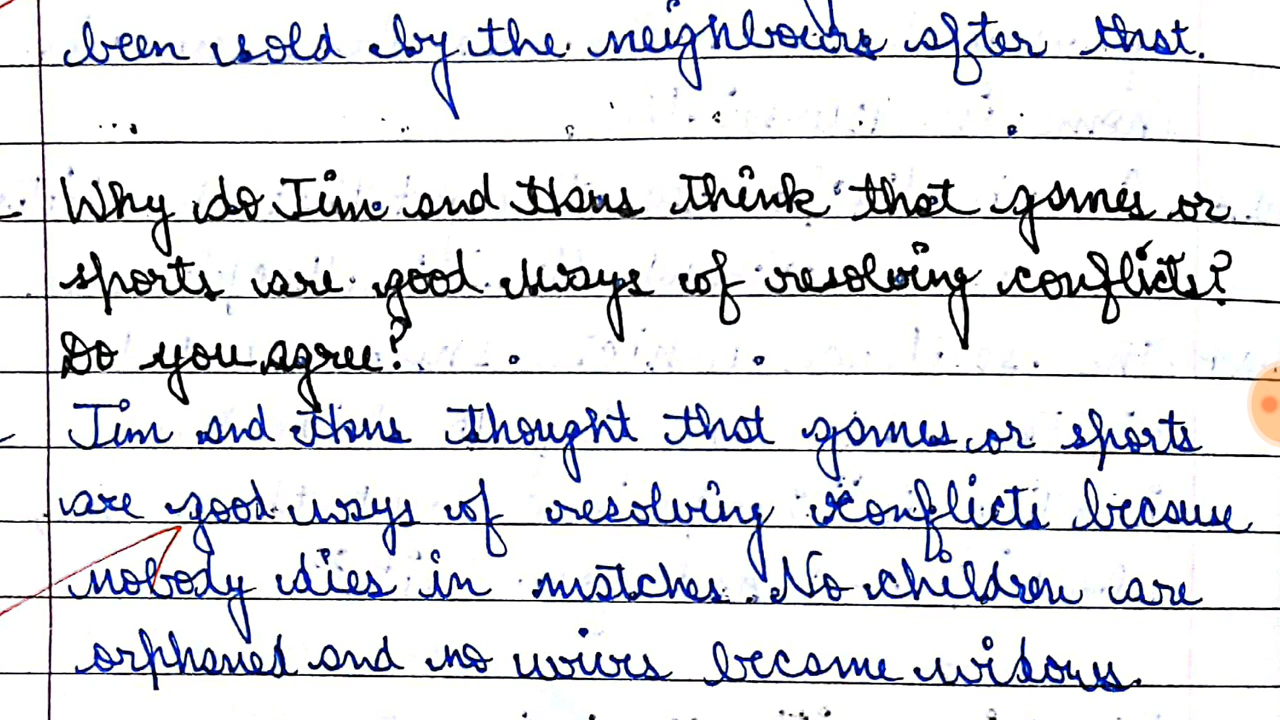 been sold by the neighbours after that.
Why do Jim and Hans think that games or
sports are good ways of resolving conflicts?
Do you agree?
Jim and Hans thought that games or sports
are good ways of resolving conflicts because
nobody dies in matches. No children are
orphaned and no wives become widows.